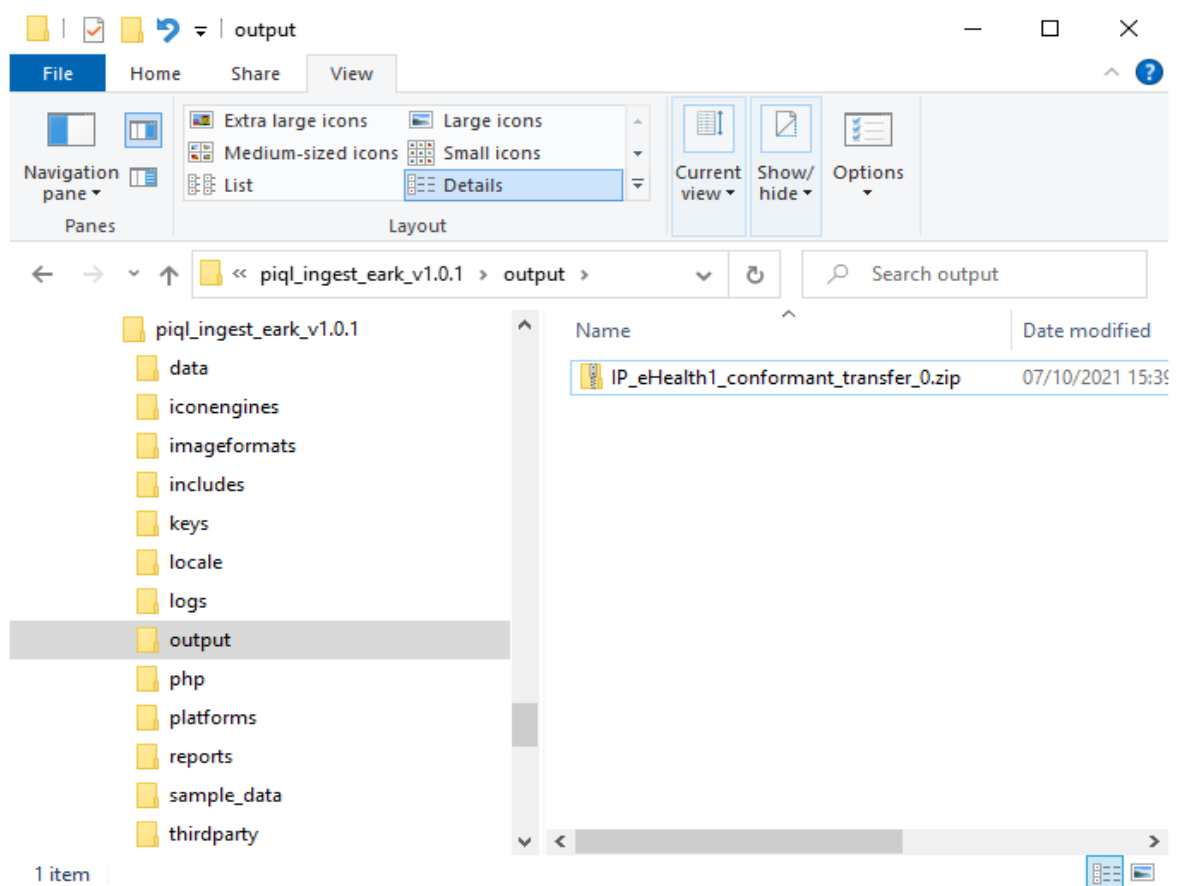 output
File Home Share View
Extra large icons Large icons
Medium-sized icons Small icons
List Details
Navigation pane
Current view
Show/ hide
Options
Panes Layout
« piql_ingest_eark_v1.0.1 › output ›
Search output
piql_ingest_eark_v1.0.1
data
iconengines
imageformats
includes
keys
locale
logs
output
php
platforms
reports
sample_data
thirdparty
Name Date modified
IP_eHealth1_conformant_transfer_0.zip 07/10/2021 15:39
1 item